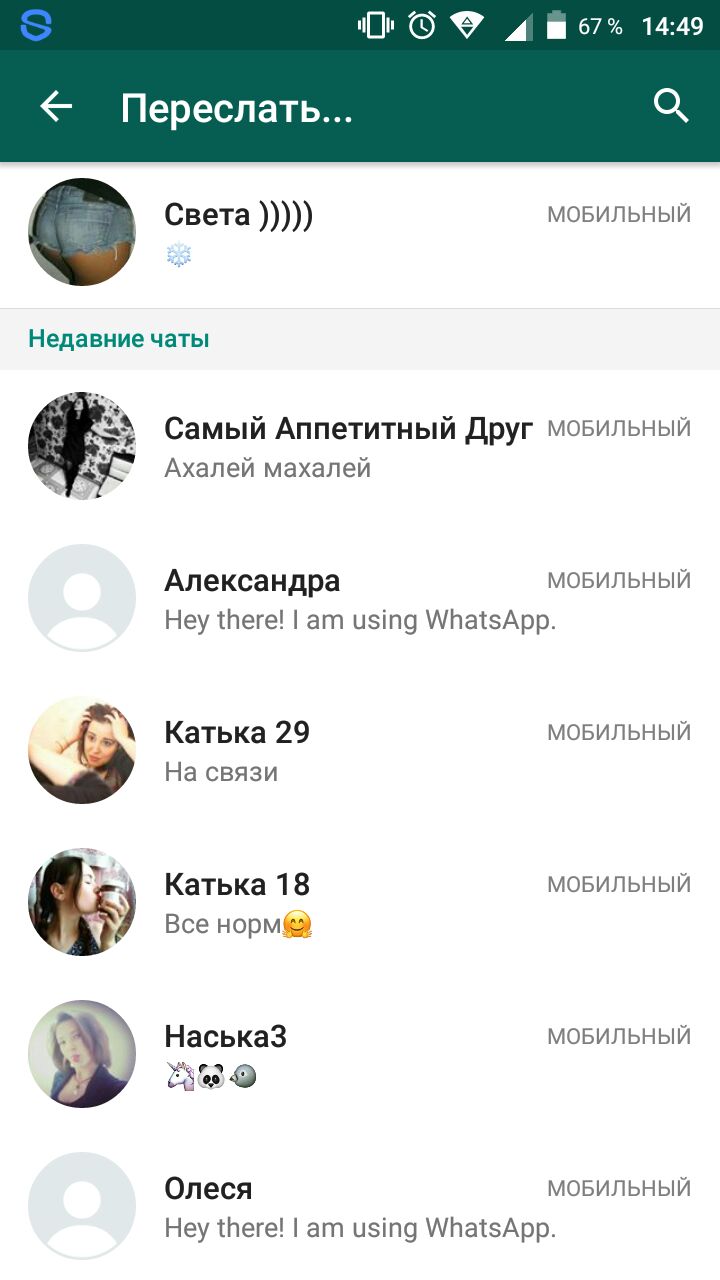 67 % 14:49
Переслать...
Света )))))
МОБИЛЬНЫЙ
❄️
Недавние чаты
Самый Аппетитный Друг
МОБИЛЬНЫЙ
Ахалей махалей
Александра
МОБИЛЬНЫЙ
Hey there! I am using WhatsApp.
Катька 29
МОБИЛЬНЫЙ
На связи
Катька 18
МОБИЛЬНЫЙ
Все норм🤗
Наська3
МОБИЛЬНЫЙ
🦄🐼🐦
Олеся
МОБИЛЬНЫЙ
Hey there! I am using WhatsApp.